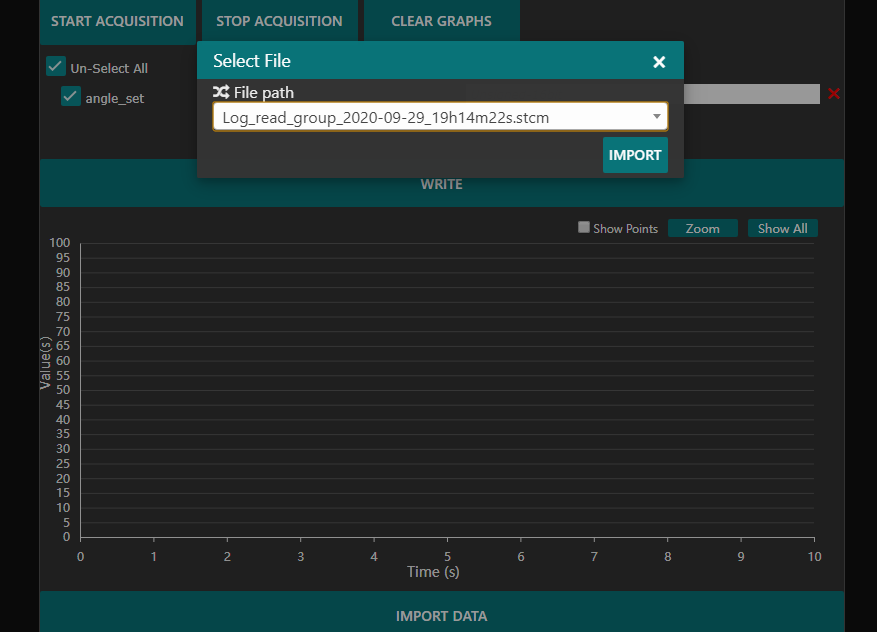 START ACQUISITION STOP ACQUISITION CLEAR GRAPHS
Select File
Un-Select All
File path
angle_set
Log_read_group_2020-09-29_19h14m22s.stcm
IMPORT
WRITE
Show Points Zoom Show All
100
95
90
85
80
75
70
65
60
55
50
45
40
35
30
25
20
15
10
5
0
Value(s)
0 1 2 3 4 5 6 7 8 9 10
Time (s)
IMPORT DATA